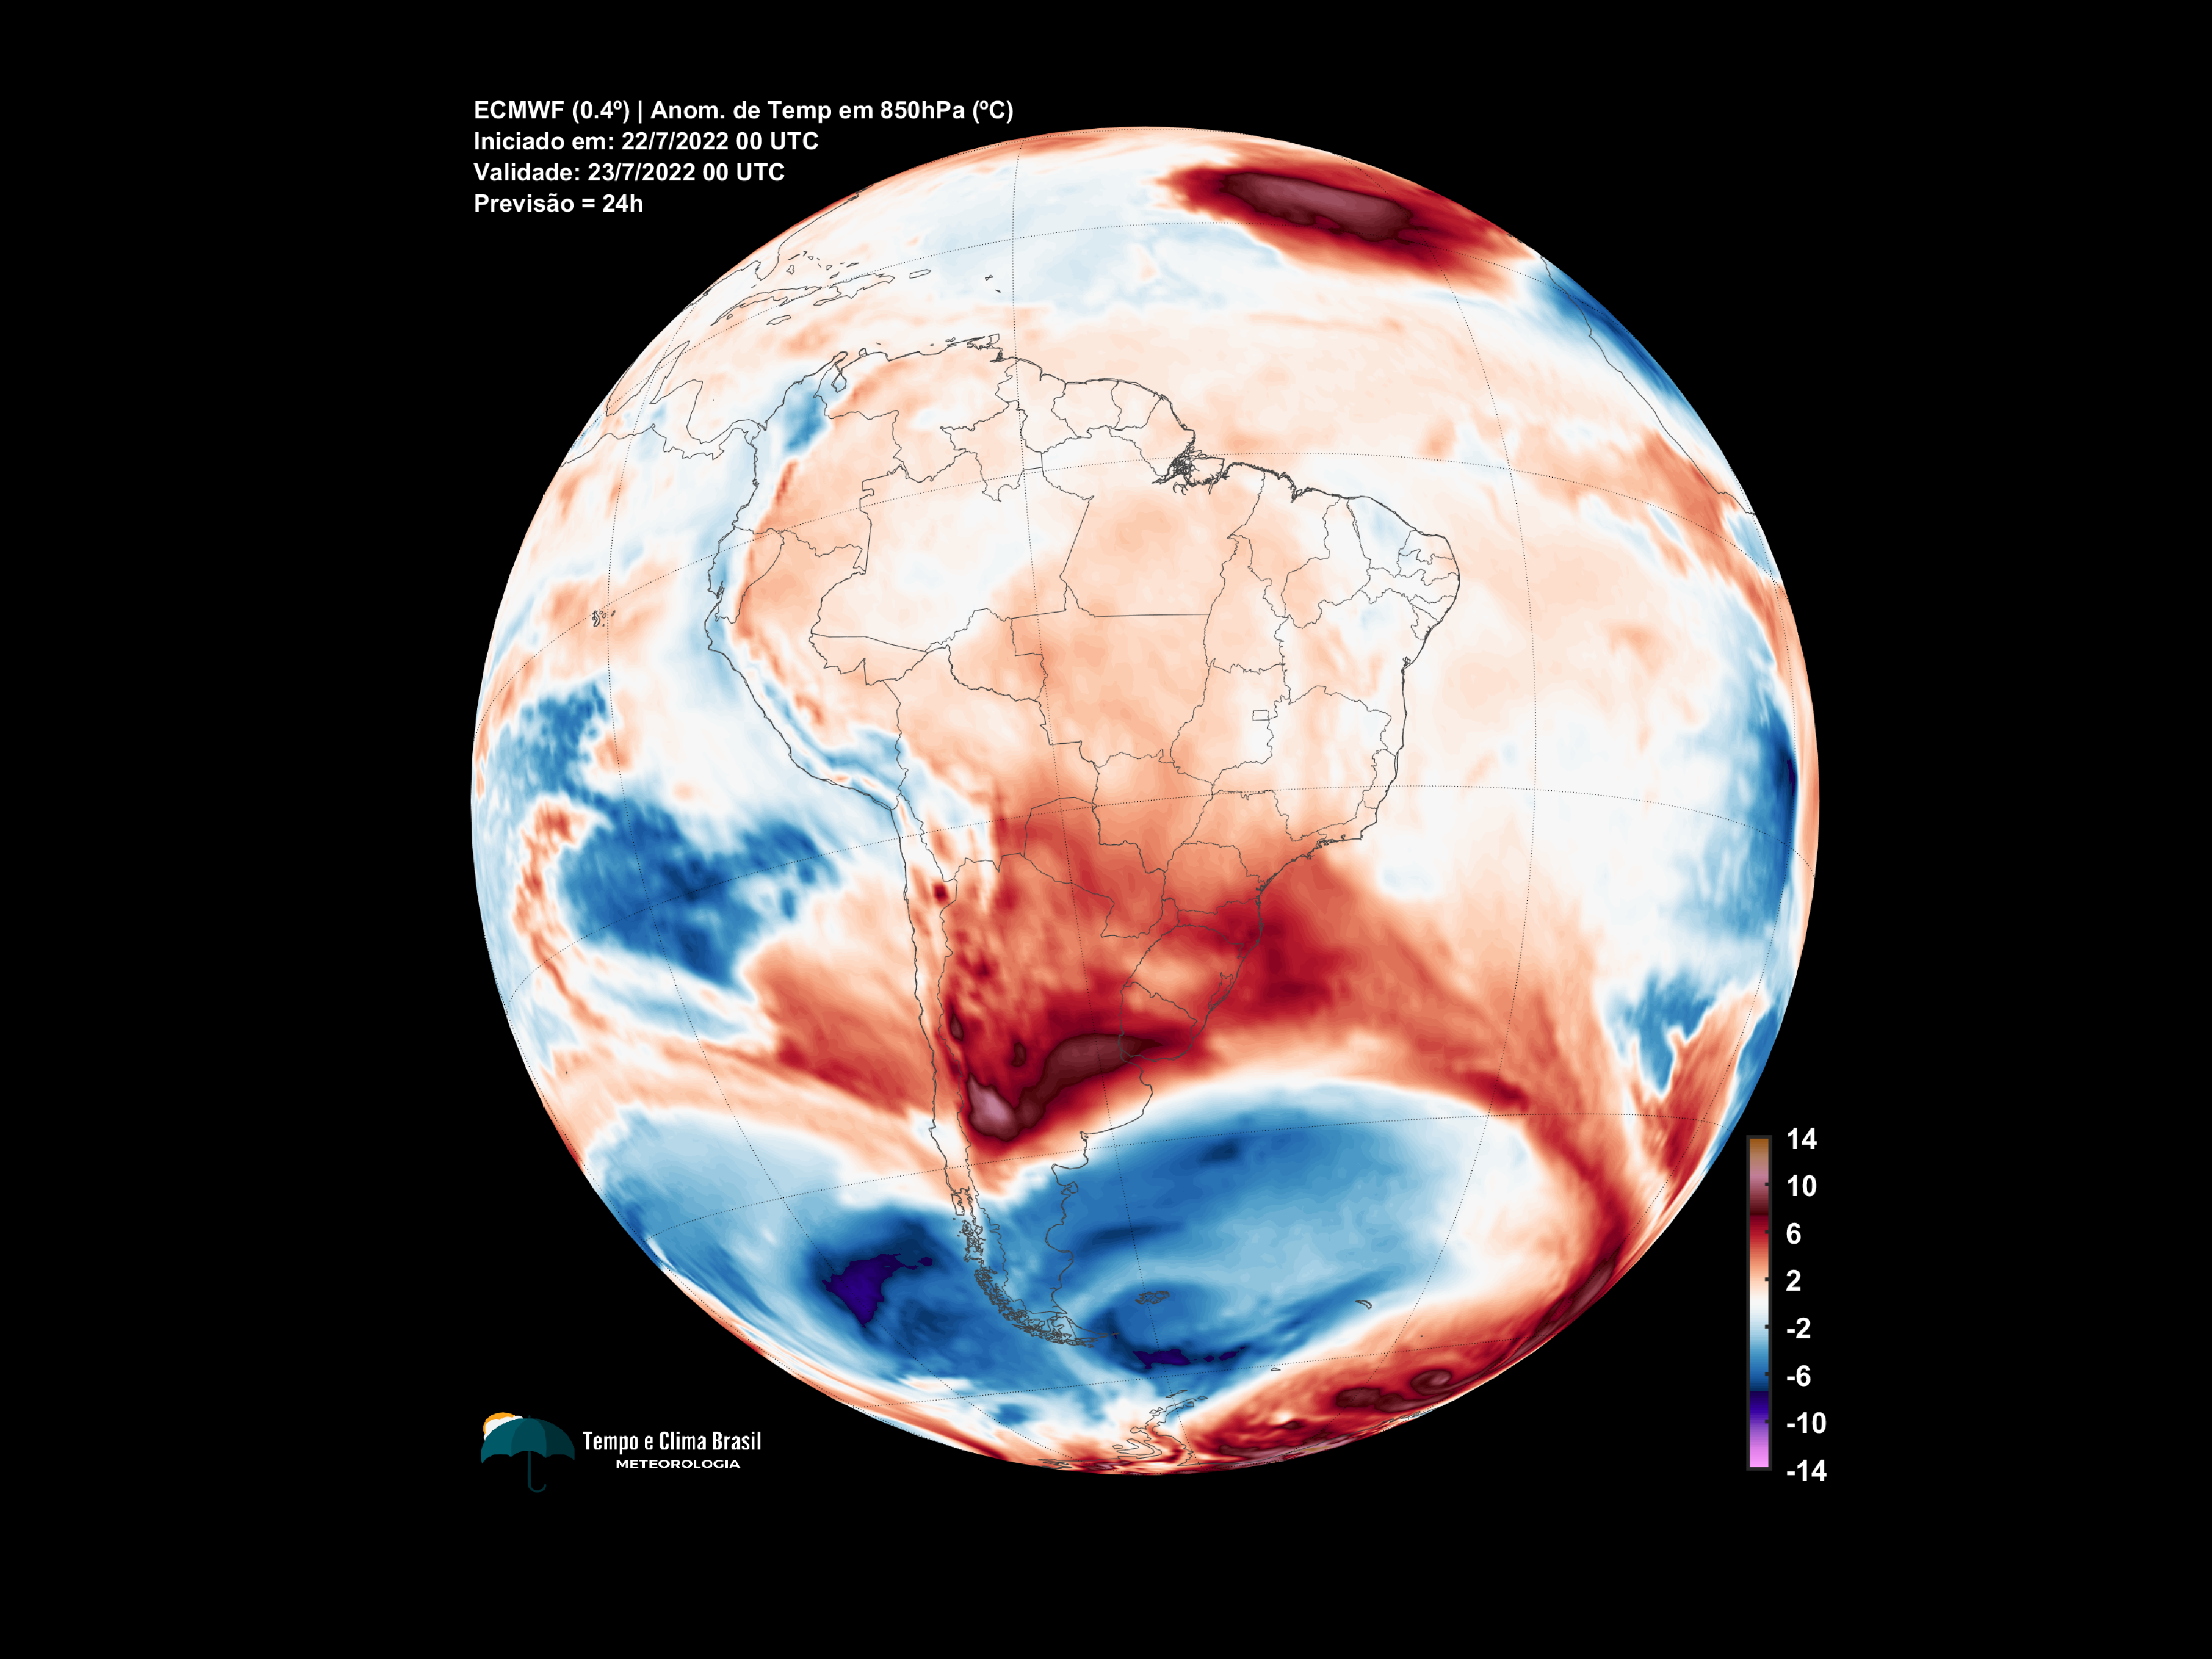 ECMWF (0.4º) | Anom. de Temp em 850hPa (ºC)
Iniciado em: 22/7/2022 00 UTC
Validade: 23/7/2022 00 UTC
Previsão = 24h
14
10
6
2
-2
-6
-10
-14
Tempo e Clima Brasil
METEOROLOGIA